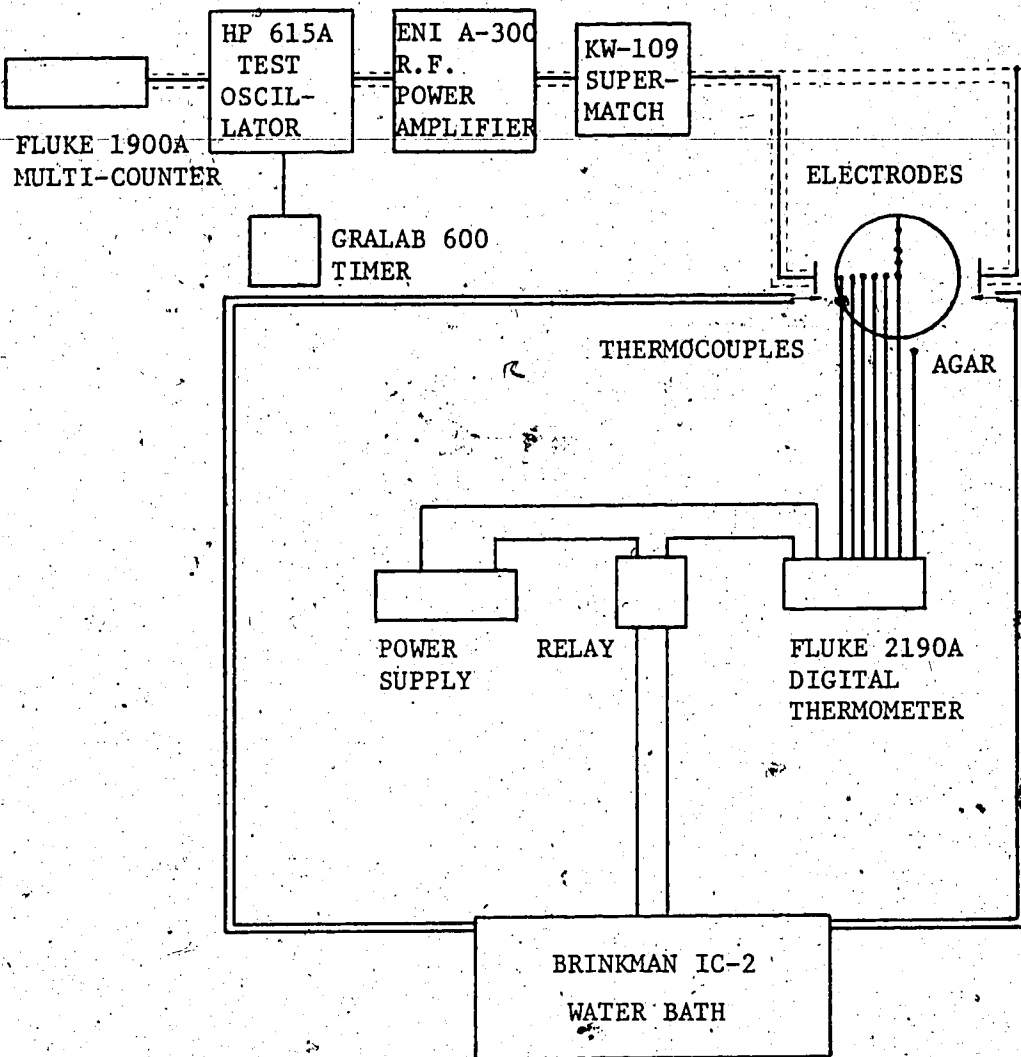 HP 615A
TEST
OSCIL-
LATOR
ENI A-300
R.F.
POWER
AMPLIFIER
KW-109
SUPER-
MATCH
FLUKE 1900A
MULTI-COUNTER
GRALAB 600
TIMER
ELECTRODES
THERMOCOUPLES
AGAR
POWER
SUPPLY
RELAY
FLUKE 2190A
DIGITAL
THERMOMETER
BRINKMAN IC-2
WATER BATH